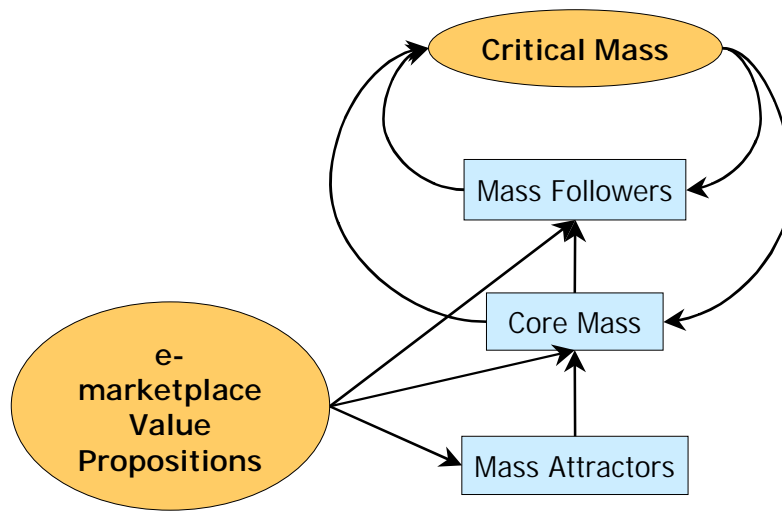 Critical Mass
Mass Followers
Core Mass
e-
marketplace
Value
Propositions
Mass Attractors